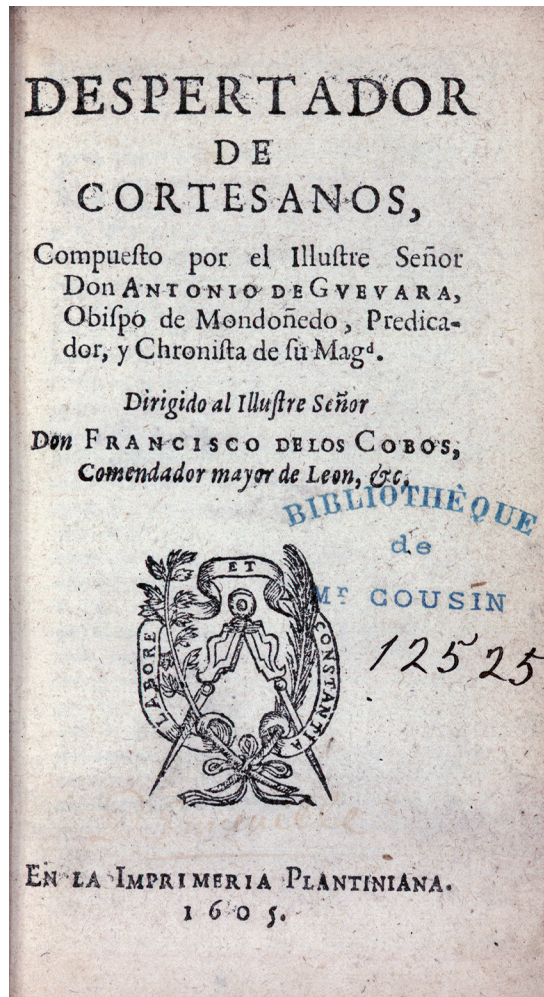 DESPERTADOR
DE
CORTESANOS,
Compueſto por el Illuſtre Señor
Don ANTONIO DE GVEVARA,
Obiſpo de Mondoñedo, Predica-
dor, y Chroniſta de ſu Magᵈ.
Dirigido al Illuſtre Señor
Don FRANCISCO DELOS COBOS,
Comendador mayor de Leon, &c.
BIBLIOTHÈQUE
de
Mr COUSIN
12525
LABORE ET CONSTANTIA
EN LA IMPRIMERIA PLANTINIANA.
1605.